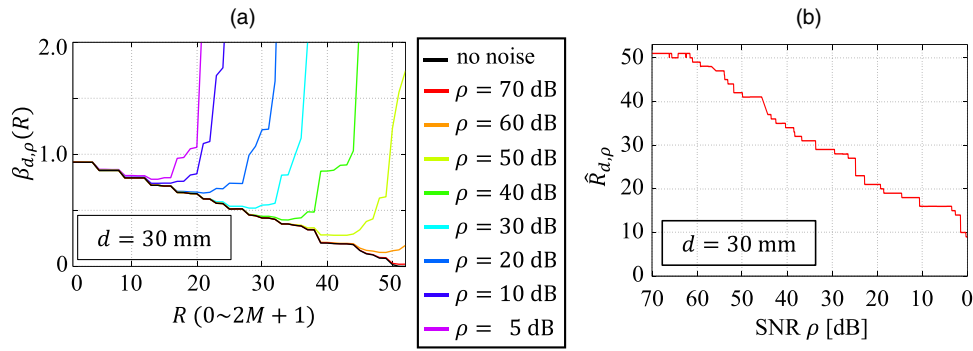 (a)
2.0
1.0
0
β_{d,ρ}(R)
0 10 20 30 40 50
R (0~2M + 1)
d = 30 mm
no noise
ρ = 70 dB
ρ = 60 dB
ρ = 50 dB
ρ = 40 dB
ρ = 30 dB
ρ = 20 dB
ρ = 10 dB
ρ = 5 dB
(b)
50
40
30
20
10
0
R̂_{d,ρ}
d = 30 mm
70 60 50 40 30 20 10 0
SNR ρ [dB]